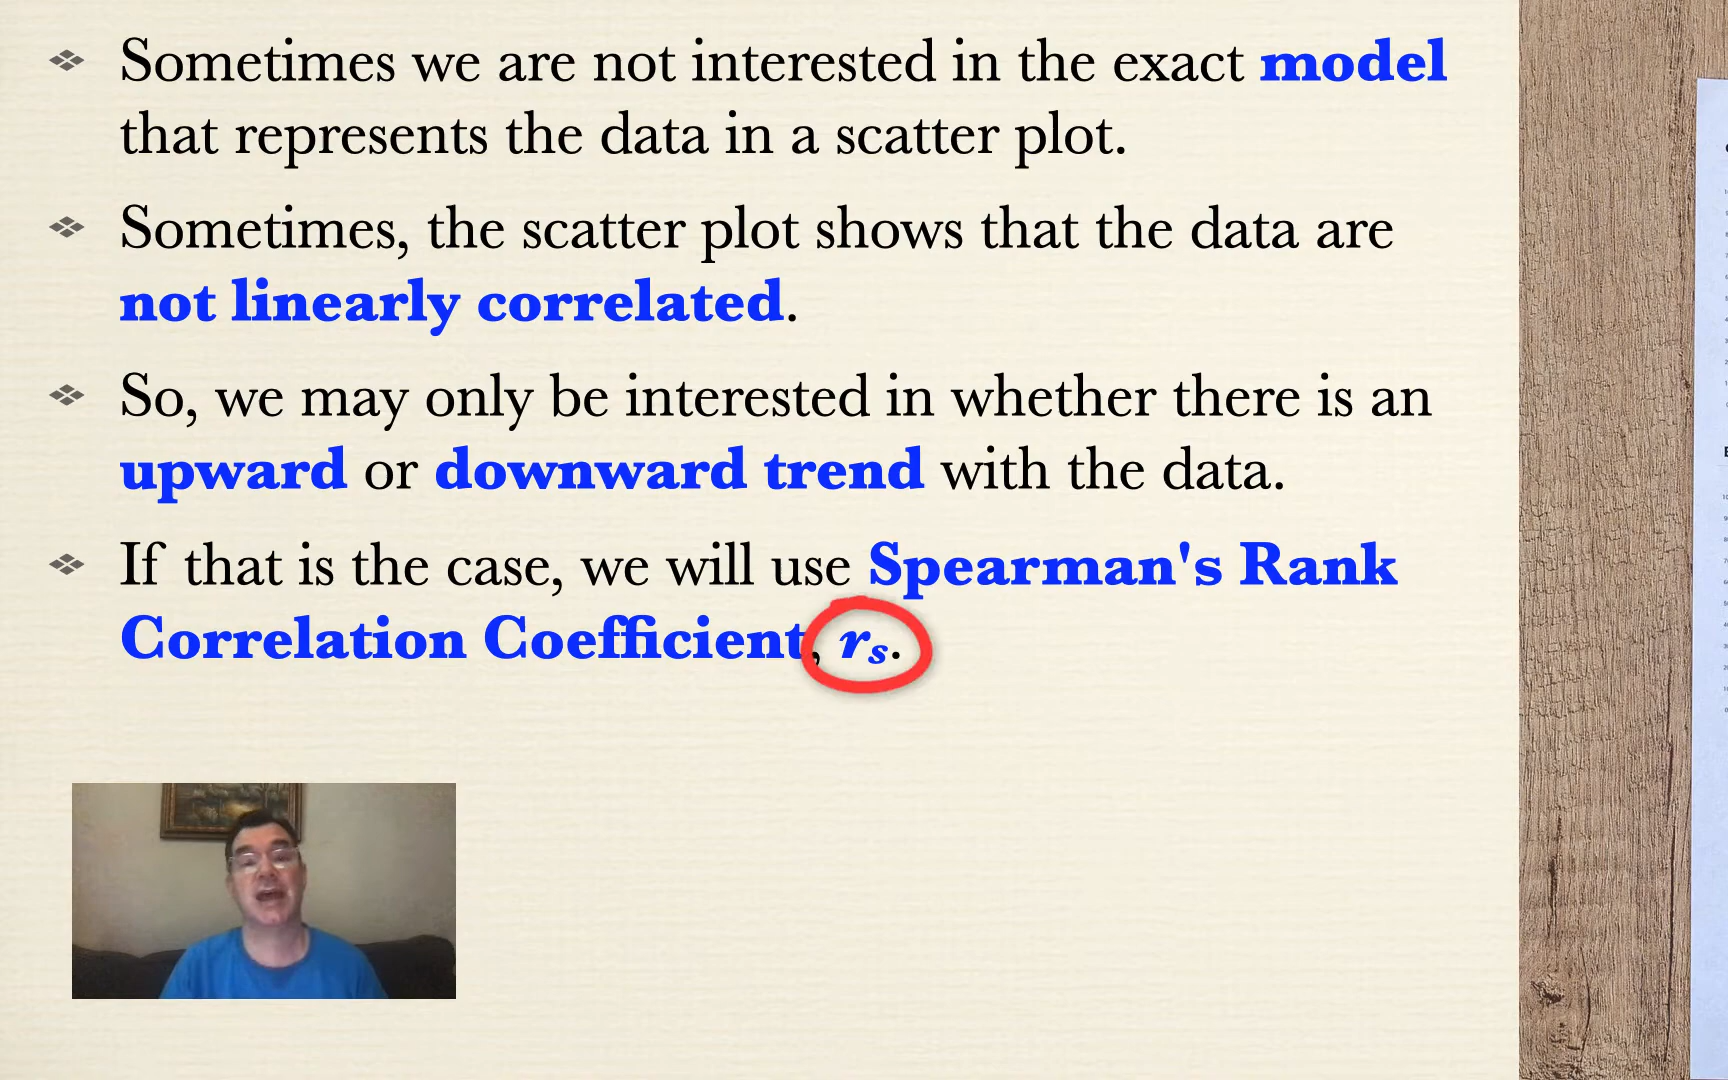 Sometimes we are not interested in the exact model
that represents the data in a scatter plot.
Sometimes, the scatter plot shows that the data are
not linearly correlated.
So, we may only be interested in whether there is an
upward or downward trend with the data.
If that is the case, we will use Spearman's Rank
Correlation Coefficient, rₛ.